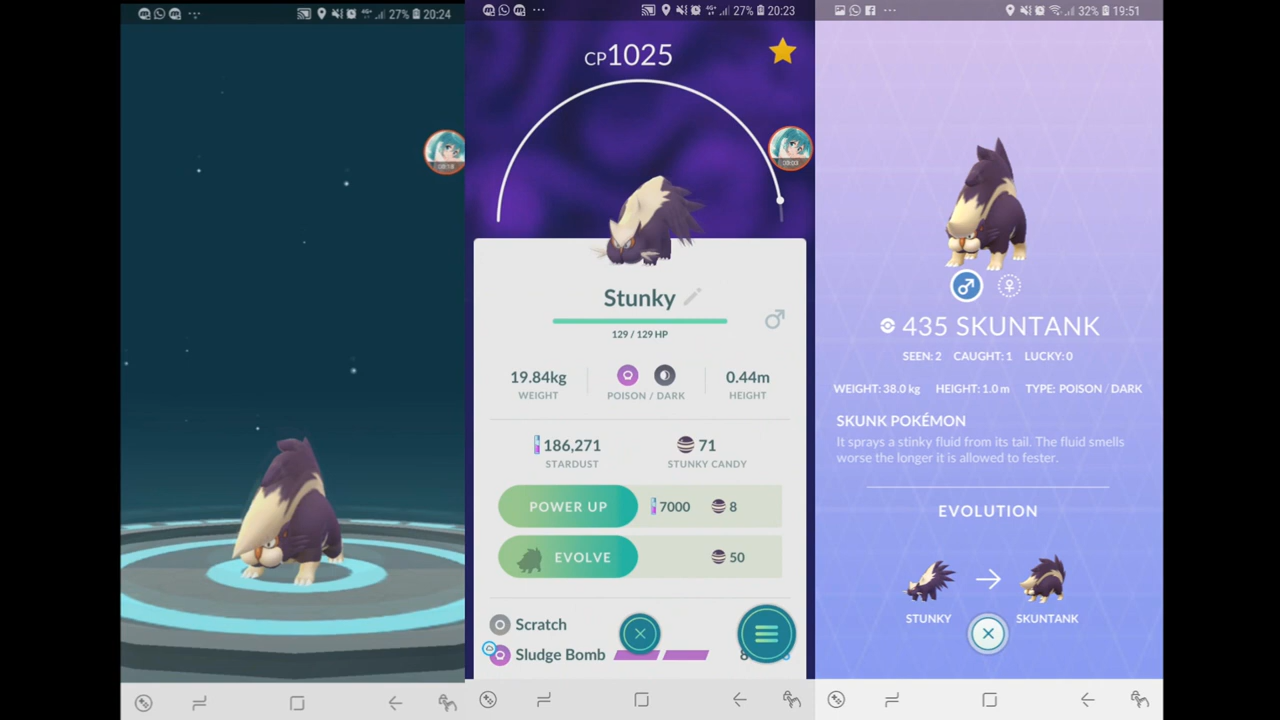 27% 20:24
27% 20:23
CP1025
Stunky
129 / 129 HP
19.84kg
WEIGHT
POISON / DARK
0.44m
HEIGHT
186,271
STARDUST
71
STUNKY CANDY
POWER UP
7000
8
EVOLVE
50
Scratch
Sludge Bomb
32% 19:51
435 SKUNTANK
SEEN: 2 CAUGHT: 1 LUCKY: 0
WEIGHT: 38.0 kg HEIGHT: 1.0 m TYPE: POISON / DARK
SKUNK POKÉMON
It sprays a stinky fluid from its tail. The fluid smells
worse the longer it is allowed to fester.
EVOLUTION
STUNKY
SKUNTANK